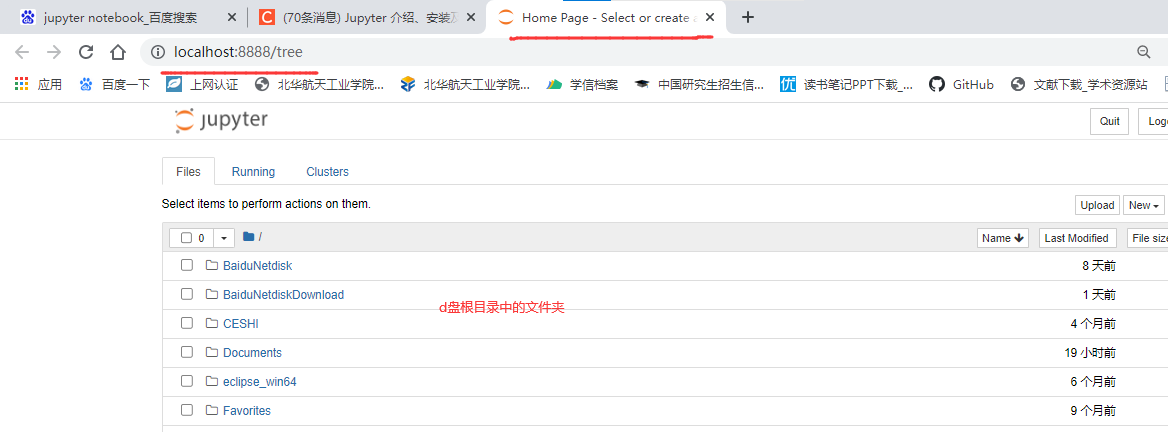 jupyter notebook_百度搜索
(70条消息) Jupyter 介绍、安装及
Home Page - Select or create a
localhost:8888/tree
应用 百度一下 上网认证 北华航天工业学院... 北华航天工业学院... 学信档案 中国研究生招生信... 读书笔记PPT下载_... GitHub 文献下载_学术资源站
jupyter
Quit
Files Running Clusters
Select items to perform actions on them.
Upload New
0 / Name Last Modified File size
BaiduNetdisk 8 天前
BaiduNetdiskDownload 1 天前
d盘根目录中的文件夹
CESHI 4 个月前
Documents 19 小时前
eclipse_win64 6 个月前
Favorites 9 个月前